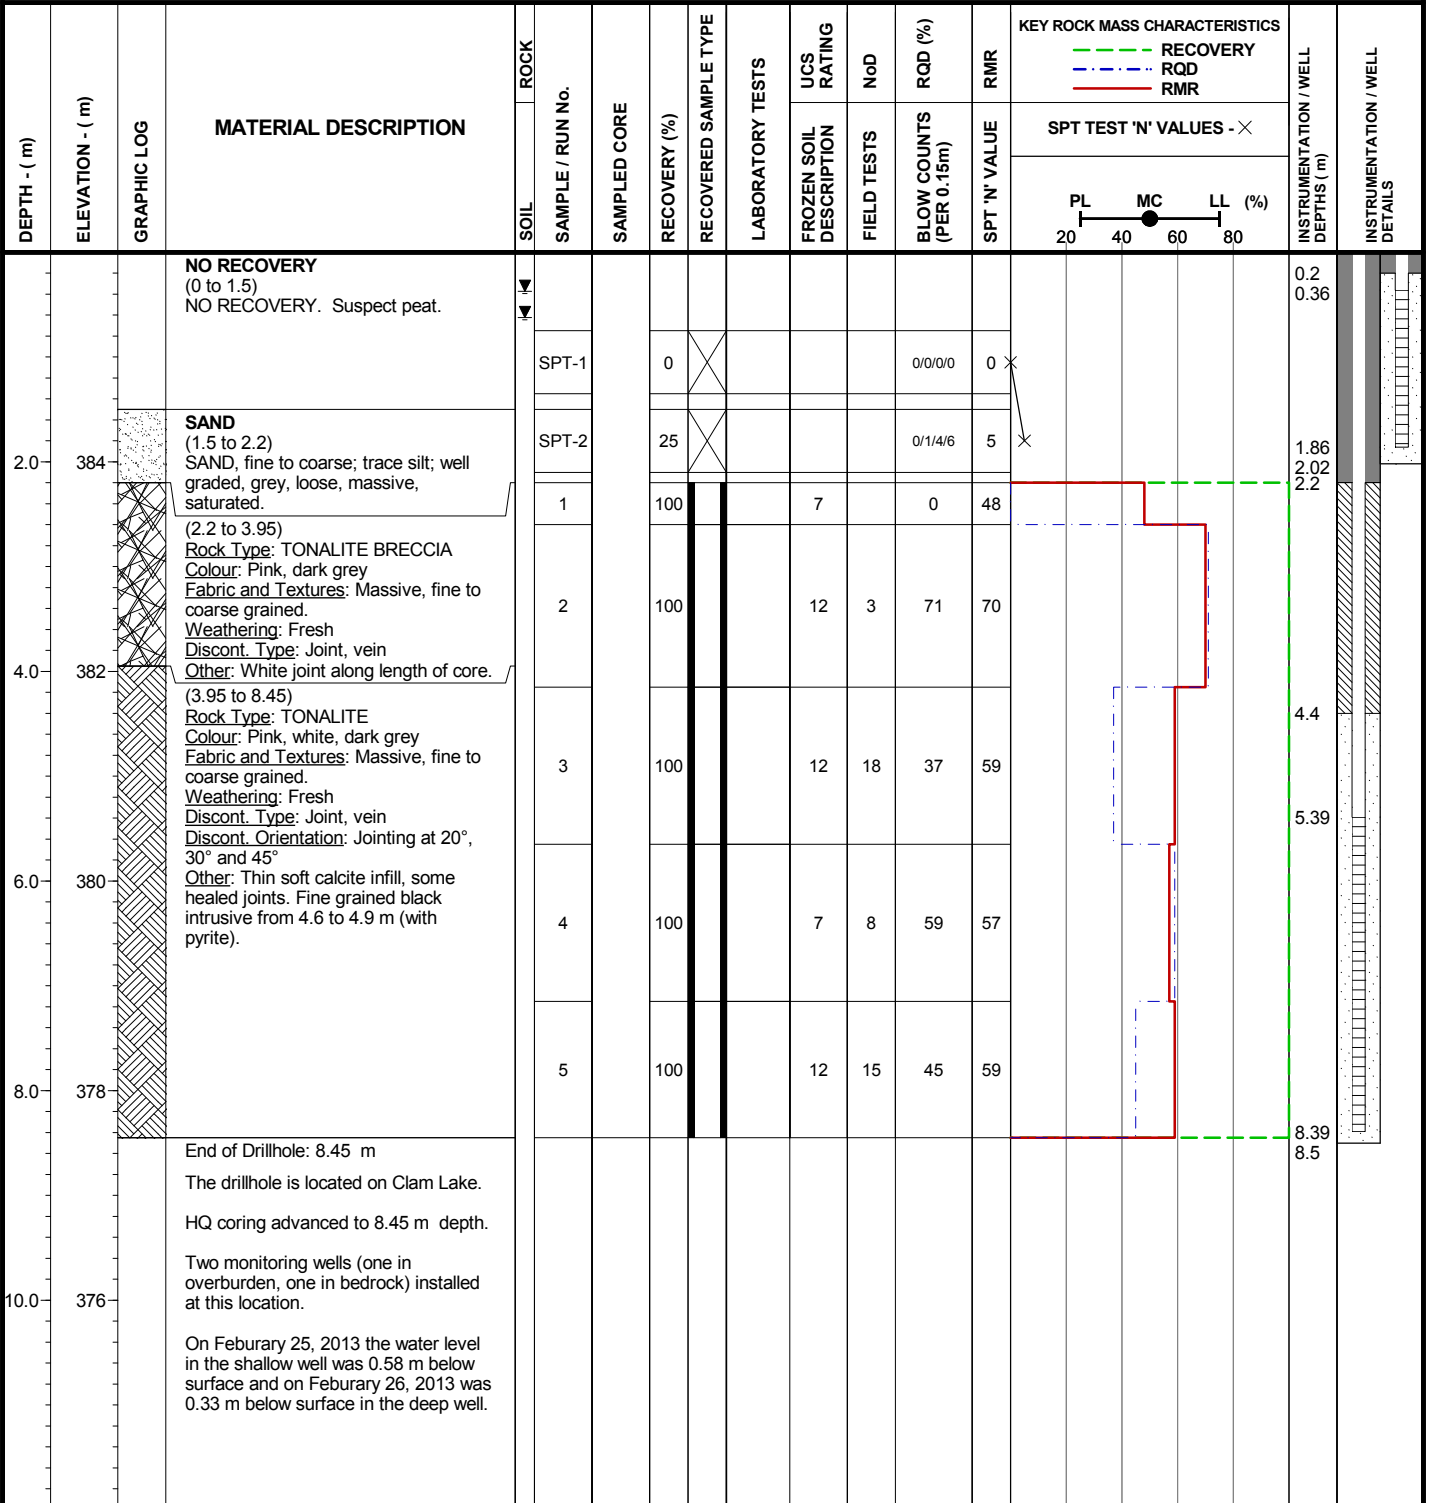 DEPTH - ( m)
ELEVATION - ( m)
GRAPHIC LOG
MATERIAL DESCRIPTION
SOIL
ROCK
SAMPLE / RUN No.
SAMPLED CORE
RECOVERY (%)
RECOVERED SAMPLE TYPE
LABORATORY TESTS
UCS RATING
FROZEN SOIL DESCRIPTION
NoD
FIELD TESTS
RQD (%)
BLOW COUNTS (PER 0.15m)
RMR
SPT 'N' VALUE
KEY ROCK MASS CHARACTERISTICS
RECOVERY
RQD
RMR
SPT TEST 'N' VALUES - ×
PL MC LL (%)
20 40 60 80
INSTRUMENTATION / WELL DEPTHS ( m)
INSTRUMENTATION / WELL DETAILS
NO RECOVERY
(0 to 1.5)
NO RECOVERY. Suspect peat.
0.2
0.36
SPT-1 0 0/0/0/0 0
SAND
(1.5 to 2.2)
SAND, fine to coarse; trace silt; well
graded, grey, loose, massive,
saturated.
SPT-2 25 0/1/4/6 5
1.86
2.02
2.2
2.0 384
1 100 7 0 48
(2.2 to 3.95)
Rock Type: TONALITE BRECCIA
Colour: Pink, dark grey
Fabric and Textures: Massive, fine to
coarse grained.
Weathering: Fresh
Discont. Type: Joint, vein
Other: White joint along length of core.
2 100 12 3 71 70
4.0 382
(3.95 to 8.45)
Rock Type: TONALITE
Colour: Pink, white, dark grey
Fabric and Textures: Massive, fine to
coarse grained.
Weathering: Fresh
Discont. Type: Joint, vein
Discont. Orientation: Jointing at 20°,
30° and 45°
Other: Thin soft calcite infill, some
healed joints. Fine grained black
intrusive from 4.6 to 4.9 m (with
pyrite).
4.4
3 100 12 18 37 59
5.39
6.0 380
4 100 7 8 59 57
5 100 12 15 45 59
8.0 378
8.39
8.5
End of Drillhole: 8.45 m
The drillhole is located on Clam Lake.
HQ coring advanced to 8.45 m depth.
Two monitoring wells (one in
overburden, one in bedrock) installed
at this location.
10.0 376
On Feburary 25, 2013 the water level
in the shallow well was 0.58 m below
surface and on Feburary 26, 2013 was
0.33 m below surface in the deep well.